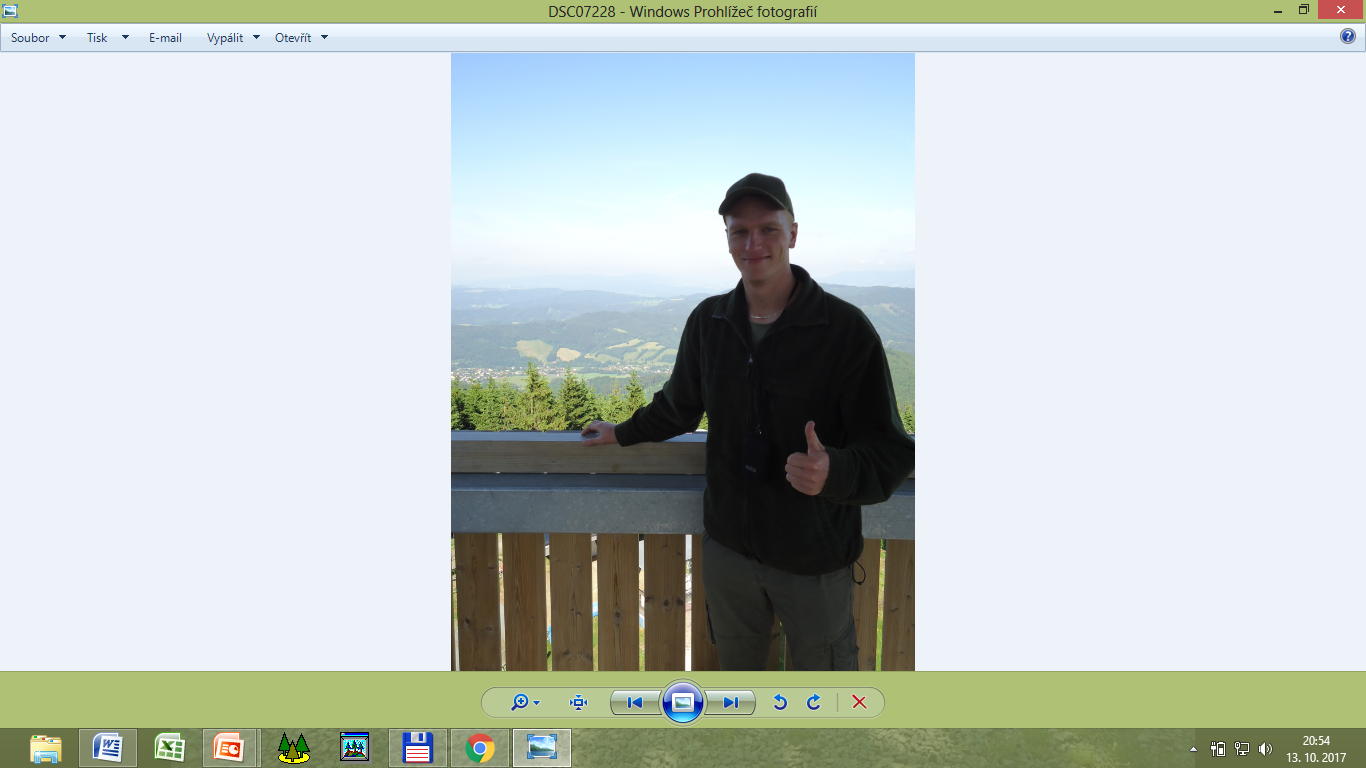 DSC07228 - Windows Prohlížeč fotografií
Soubor Tisk E-mail Vypálit Otevřít
20:54
13. 10. 2017